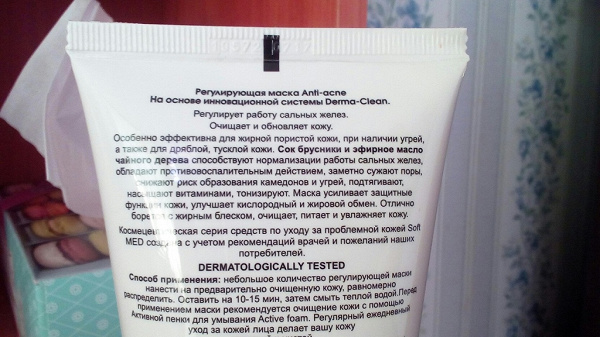 Регулирующая маска Anti-acne
На основе инновационной системы Derma-Clean.
Регулирует работу сальных желез.
Очищает и обновляет кожу.
Особенно эффективна для жирной пористой кожи, при наличии угрей,
а также для дряблой, тусклой кожи. Сок брусники и эфирное масло
чайного дерева способствуют нормализации работы сальных желез,
обладают противовоспалительным действием, заметно сужают поры,
снижают риск образования камедонов и угрей, подтягивают,
насыщают витаминами, тонизируют. Маска усиливает защитные
функции кожи, улучшает кислородный и жировой обмен. Отлично
борется с жирным блеском, очищает, питает и увлажняет кожу.
Космецевтическая серия средств по уходу за проблемной кожей Soft
MED создана с учетом рекомендаций врачей и пожеланий наших
потребителей.
DERMATOLOGICALLY TESTED
Способ применения: небольшое количество регулирующей маски
нанести на предварительно очищенную кожу, равномерно
распределить. Оставить на 10-15 мин, затем смыть теплой водой.Перед
применением маски рекомендуется очищение кожи с помощью
Активной пенки для умывания Active foam. Регулярный ежедневный
уход за кожей лица делает вашу кожу